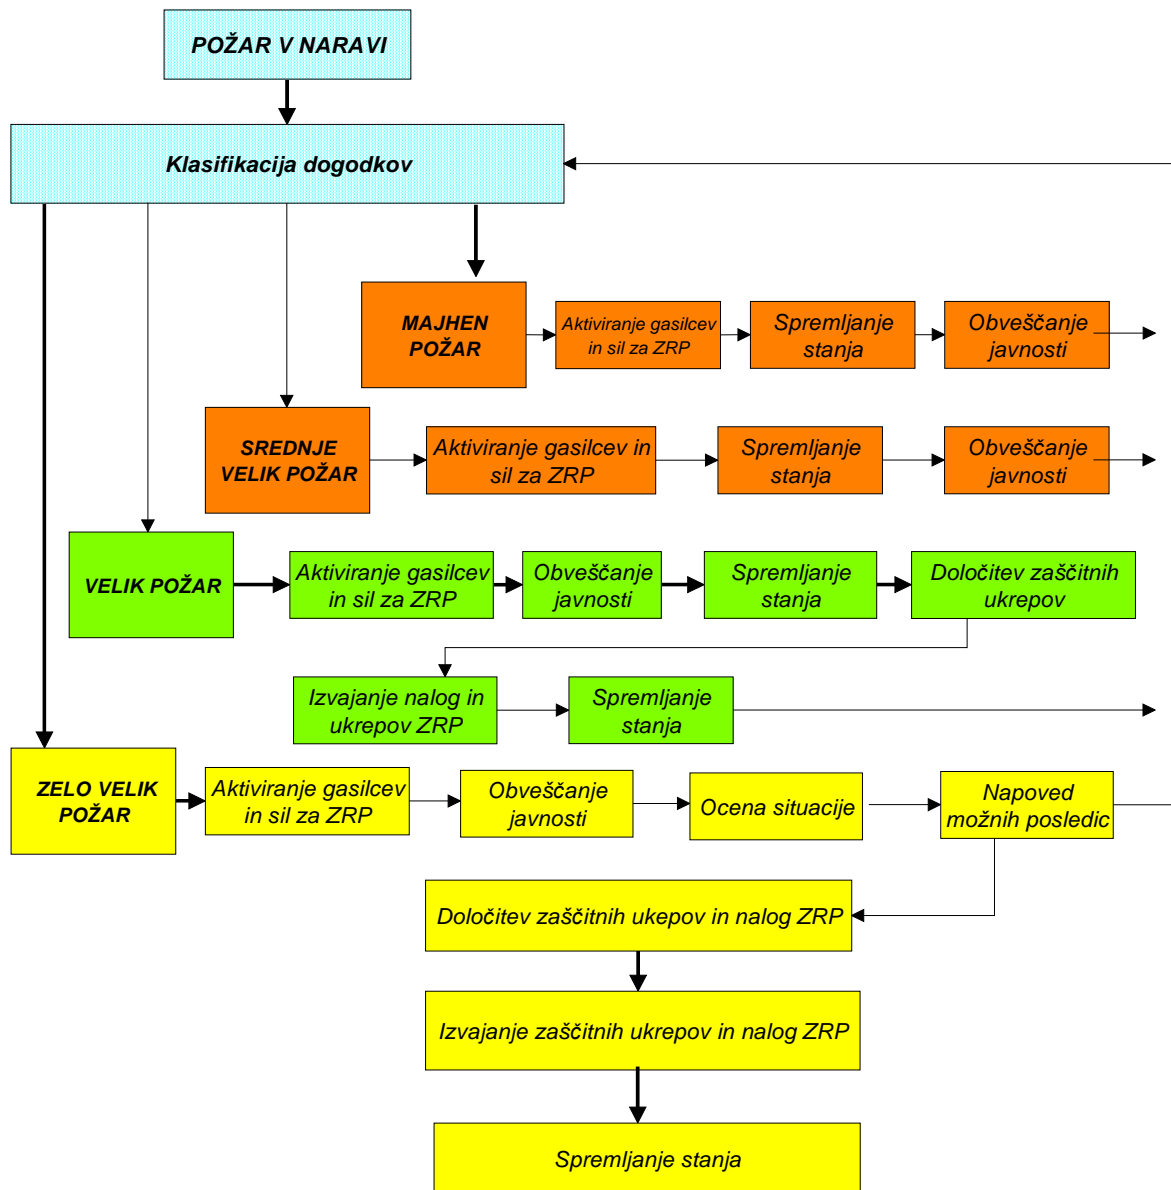 POŽAR V NARAVI
Klasifikacija dogodkov
MAJHEN
POŽAR
Aktiviranje gasilcev
in sil za ZRP
Spremljanje
stanja
Obveščanje
javnosti
SREDNJE
VELIK POŽAR
Aktiviranje gasilcev in
sil za ZRP
Spremljanje
stanja
Obveščanje
javnosti
VELIK POŽAR
Aktiviranje gasilcev
in sil za ZRP
Obveščanje
javnosti
Spremljanje
stanja
Določitev zaščitnih
ukrepov
Izvajanje nalog in
ukrepov ZRP
Spremljanje
stanja
ZELO VELIK
POŽAR
Aktiviranje gasilcev
in sil za ZRP
Obveščanje
javnosti
Ocena situacije
Napoved
možnih posledic
Določitev zaščitnih ukepov in nalog ZRP
Izvajanje zaščitnih ukrepov in nalog ZRP
Spremljanje stanja